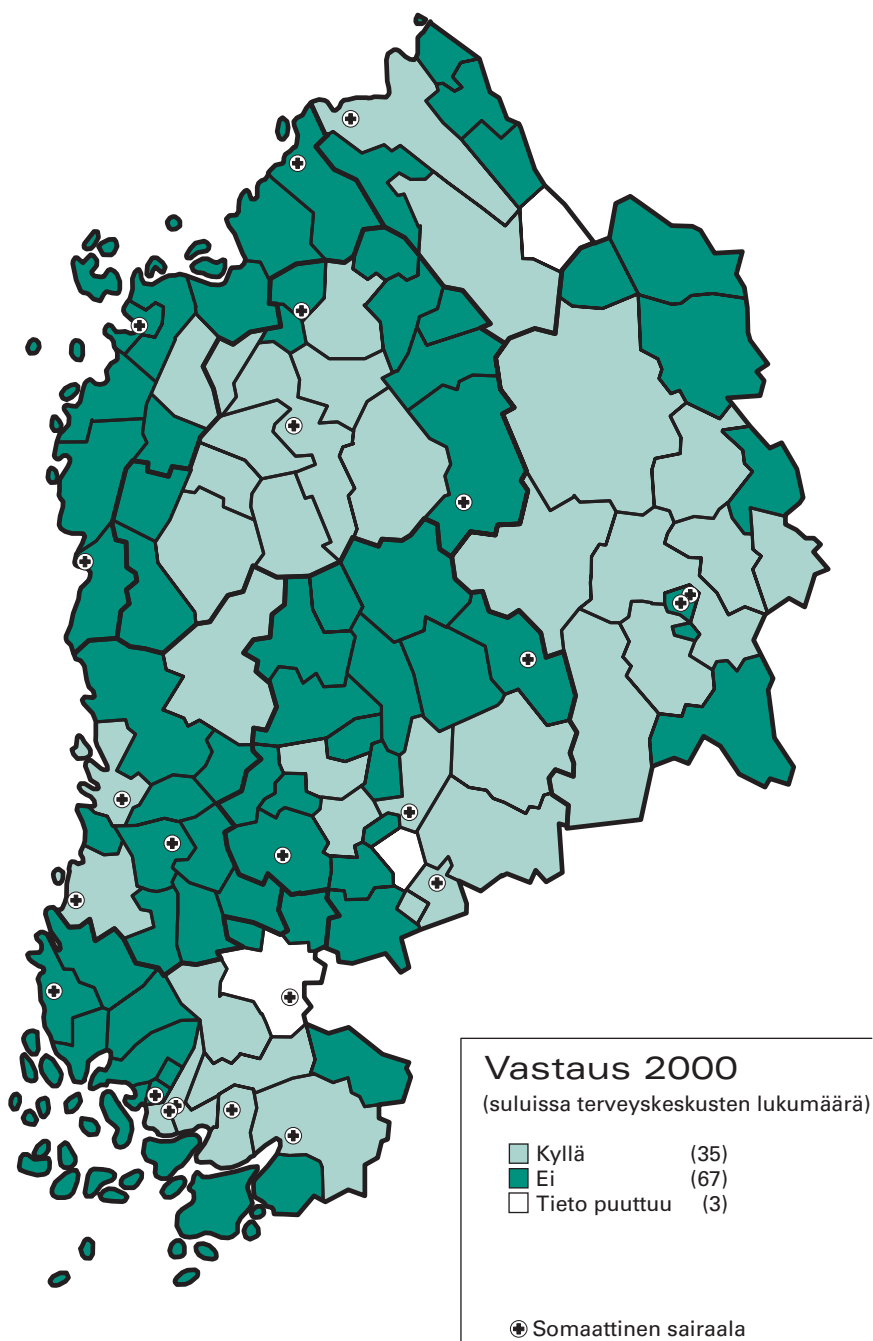 Vastaus 2000
(suluissa terveyskeskusten lukumäärä)
Kyllä (35)
Ei (67)
Tieto puuttuu (3)
Somaattinen sairaala